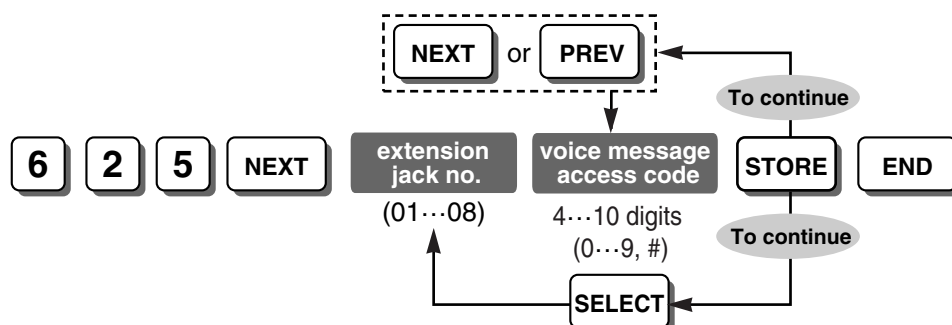 NEXT or PREV
To continue
6 2 5 NEXT
extension
jack no.
voice message
access code
STORE
END
(01···08)
4···10 digits
(0···9, #)
To continue
SELECT